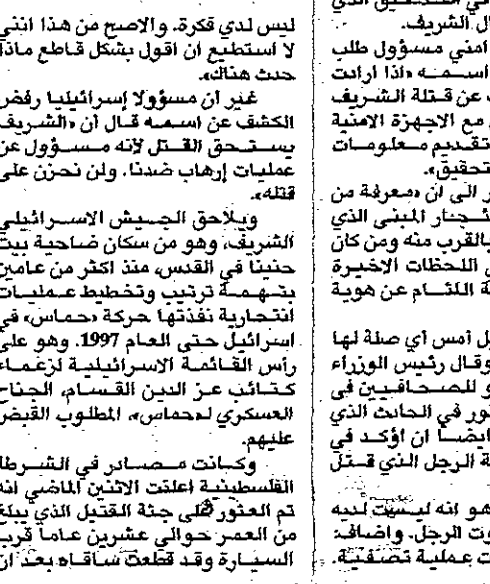 التحقيق الذي
ال الشريف.
امني مسؤول طلب
اسمه «اذا ارادت
عن قتلة الشريف
مع الاجهزة الامنية
تقديم معلومات
تحقيق».
ر الى ان «معرفة من
المبنى الذي
بالقرب منه ومن كان
اللحظات الاخيرة
ة اللثام عن هوية
ل أمس أي صلة لها
وقال رئيس الوزراء
و للصحافيين في
ور في الحادث الذي
ايضاً ان اؤكد في
ة الرجل الذي قتل
هو انه ليست لديه
وت الرجل. واضاف:
ت عملية تصفية.
ليس لدي فكرة. والاصح من هذا انني
لا استطيع ان اقول بشكل قاطع ماذا
حدث هناك».
غير ان مسؤولا إسرائيليا رفض
الكشف عن اسمه قال أن «الشريف
يستحق القتل لأنه مسؤول عن
عمليات إرهاب ضدنا. ولن نحزن على
قتله».
ويلاحق الجيش الاسرائيلي
الشريف، وهو من سكان ضاحية بيت
حنينا في القدس، منذ اكثر من عامين
بتهمة ترتيب وتخطيط عمليات
انتحارية نفذتها حركة «حماس» في
اسرائيل حتى العام 1997. وهو على
رأس القائمة الاسرائيلية لزعماء
كتائب عز الدين القسام، الجناح
العسكري لـ«حماس»، المطلوب القبض
عليهم.
وكانت مصادر في الشرطة
الفلسطينية اعلنت الاثنين الماضي انه
تم العثور على جثة القتيل الذي يبلغ
من العمر حوالي عشرين عاما قرب
السيارة وقد قطعت ساقاه بعد ان